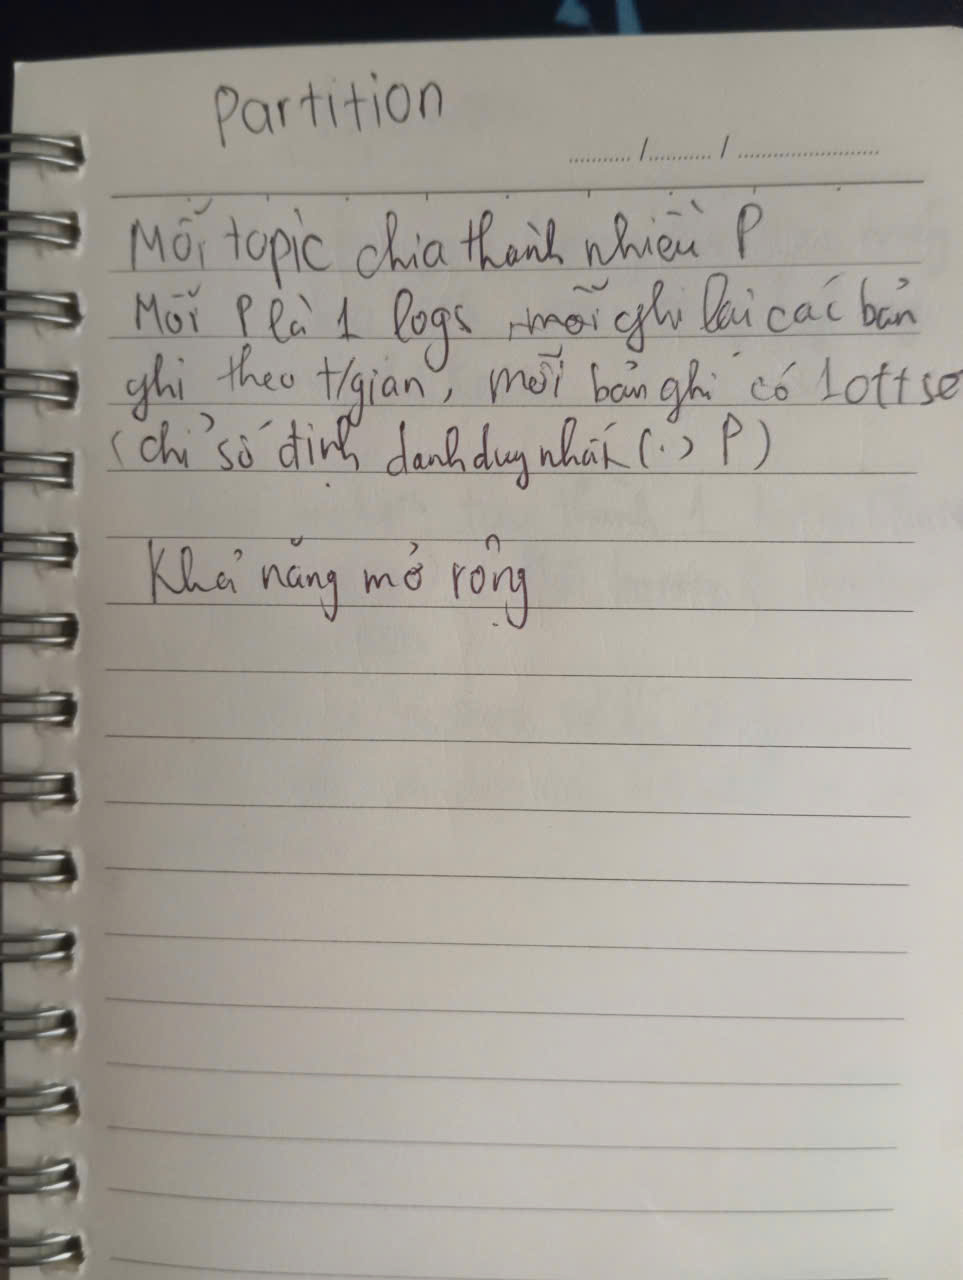 Partition
............/............/........................
Mỗi topic chia thành nhiều P
Mỗi P là 1 logs, mỗi ghi lại các bản
ghi theo t/gian, mỗi bản ghi có 1 offse
(chỉ số định danh duy nhất (.) P)
Khả năng mở rộng